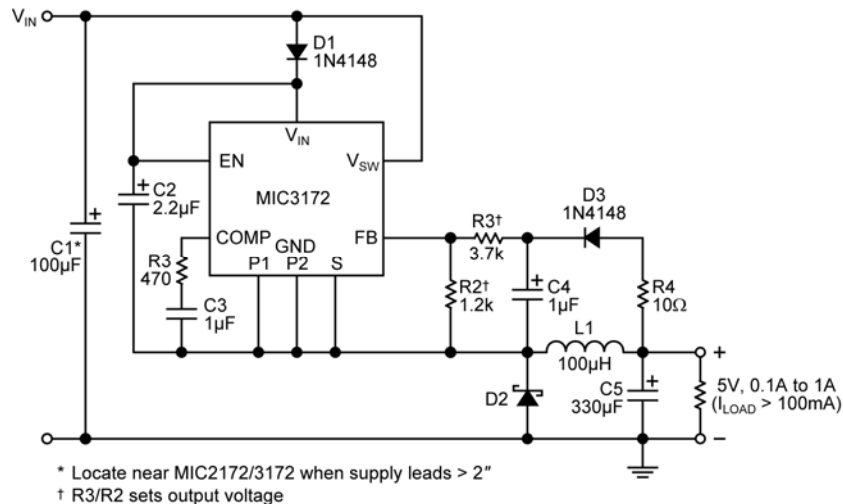 VIN
D1
1N4148
VIN
EN
VSW
C2
2.2µF
MIC3172
D3
1N4148
R3†
3.7k
COMP
GND
FB
C1*
100µF
R3
470
P1
P2
S
R2†
1.2k
C4
1µF
R4
10Ω
C3
1µF
L1
100µH
D2
C5
330µF
+
5V, 0.1A to 1A
(ILOAD > 100mA)
–
* Locate near MIC2172/3172 when supply leads > 2″
† R3/R2 sets output voltage